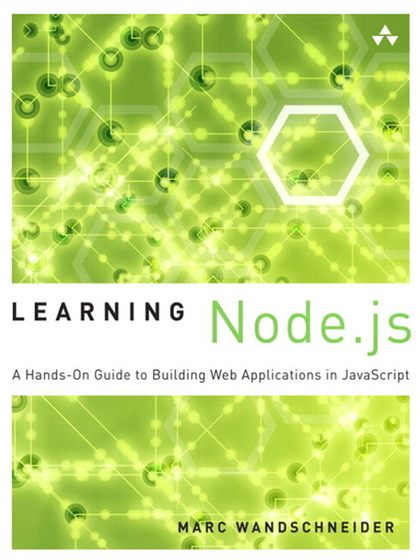 LEARNING Node.js
A Hands-On Guide to Building Web Applications in JavaScript
MARC WANDSCHNEIDER